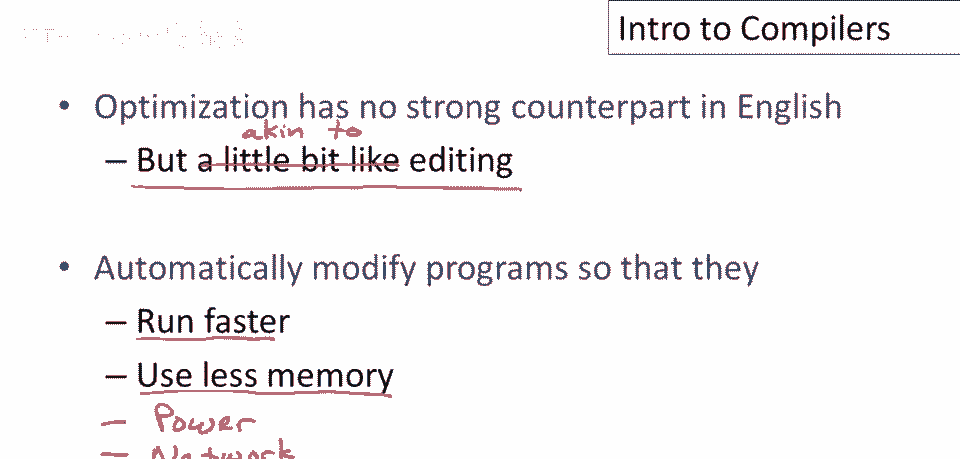 Intro to Compilers
• Optimization has no strong counterpart in English
akin to
– But a little bit like editing
• Automatically modify programs so that they
– Run faster
– Use less memory
– Power
– Network